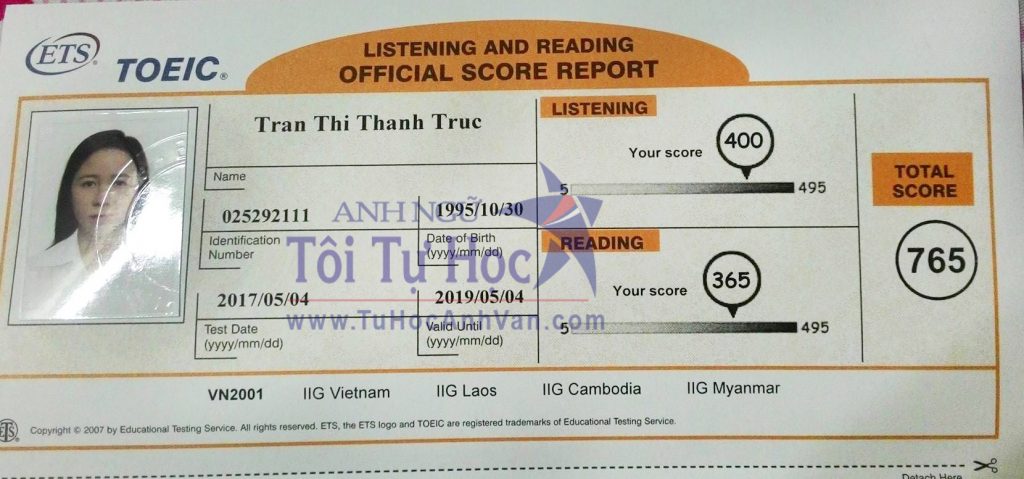 ETS
TOEIC®
LISTENING AND READING
OFFICIAL SCORE REPORT
Tran Thi Thanh Truc
Name
025292111
Identification
Number
1995/10/30
Date of Birth
(yyyy/mm/dd)
2017/05/04
Test Date
(yyyy/mm/dd)
2019/05/04
Valid Until
(yyyy/mm/dd)
LISTENING
Your score 400
5 495
READING
Your score 365
5 495
TOTAL
SCORE
765
ANH NGỮ
Tôi Tự Học
www.TuHocAnhVan.com
VN2001 IIG Vietnam IIG Laos IIG Cambodia IIG Myanmar
ETS Copyright © 2007 by Educational Testing Service. All rights reserved. ETS, the ETS logo and TOEIC are registered trademarks of Educational Testing Service.
Detach Here